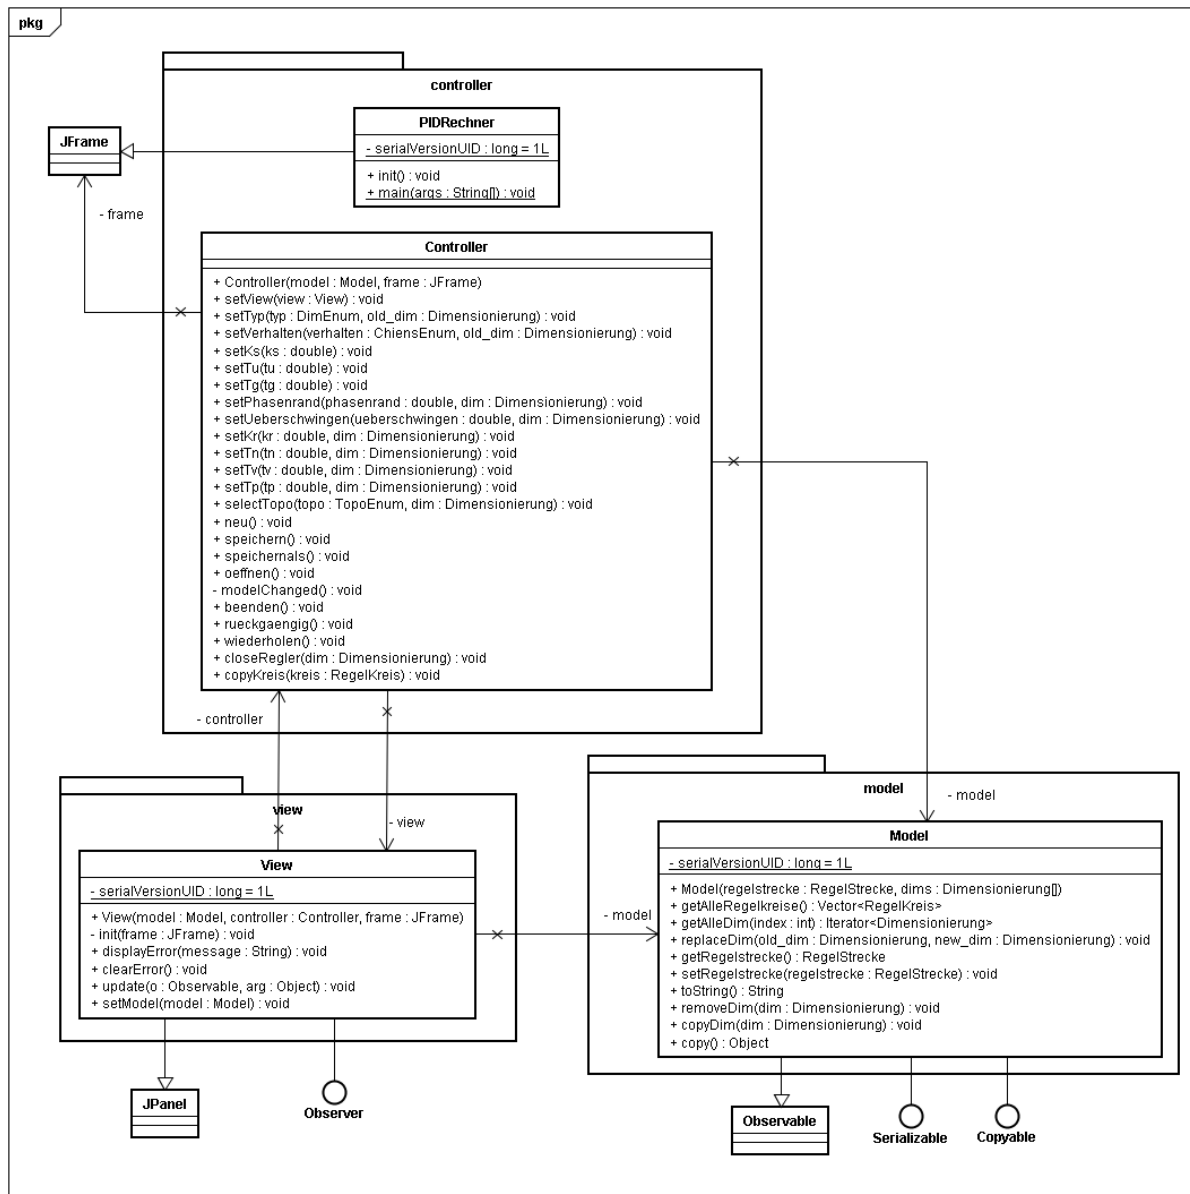 pkg
controller
PIDRechner
- serialVersionUID : long = 1L
+ init() : void
+ main(args : String[]) : void
JFrame
- frame
Controller
+ Controller(model : Model, frame : JFrame)
+ setView(view : View) : void
+ setTyp(typ : DimEnum, old_dim : Dimensionierung) : void
+ setVerhalten(verhalten : ChiensEnum, old_dim : Dimensionierung) : void
+ setKs(ks : double) : void
+ setTu(tu : double) : void
+ setTg(tg : double) : void
+ setPhasenrand(phasenrand : double, dim : Dimensionierung) : void
+ setUeberschwingen(ueberschwingen : double, dim : Dimensionierung) : void
+ setKr(kr : double, dim : Dimensionierung) : void
+ setTn(tn : double, dim : Dimensionierung) : void
+ setTv(tv : double, dim : Dimensionierung) : void
+ setTp(tp : double, dim : Dimensionierung) : void
+ selectTopo(topo : TopoEnum, dim : Dimensionierung) : void
+ neu() : void
+ speichern() : void
+ speichernals() : void
+ oeffnen() : void
- modelChanged() : void
+ beenden() : void
+ rueckgaengig() : void
+ wiederholen() : void
+ closeRegler(dim : Dimensionierung) : void
+ copyKreis(kreis : RegelKreis) : void
- controller
- view
view
View
- serialVersionUID : long = 1L
+ View(model : Model, controller : Controller, frame : JFrame)
- init(frame : JFrame) : void
+ displayError(message : String) : void
+ clearError() : void
+ update(o : Observable, arg : Object) : void
+ setModel(model : Model) : void
JPanel
Observer
- model
model
- model
Model
- serialVersionUID : long = 1L
+ Model(regelstrecke : RegelStrecke, dims : Dimensionierung[])
+ getAlleRegelkreise() : Vector<RegelKreis>
+ getAlleDim(index : int) : Iterator<Dimensionierung>
+ replaceDim(old_dim : Dimensionierung, new_dim : Dimensionierung) : void
+ getRegelstrecke() : RegelStrecke
+ setRegelstrecke(regelstrecke : RegelStrecke) : void
+ toString() : String
+ removeDim(dim : Dimensionierung) : void
+ copyDim(dim : Dimensionierung) : void
+ copy() : Object
Observable
Serializable
Copyable